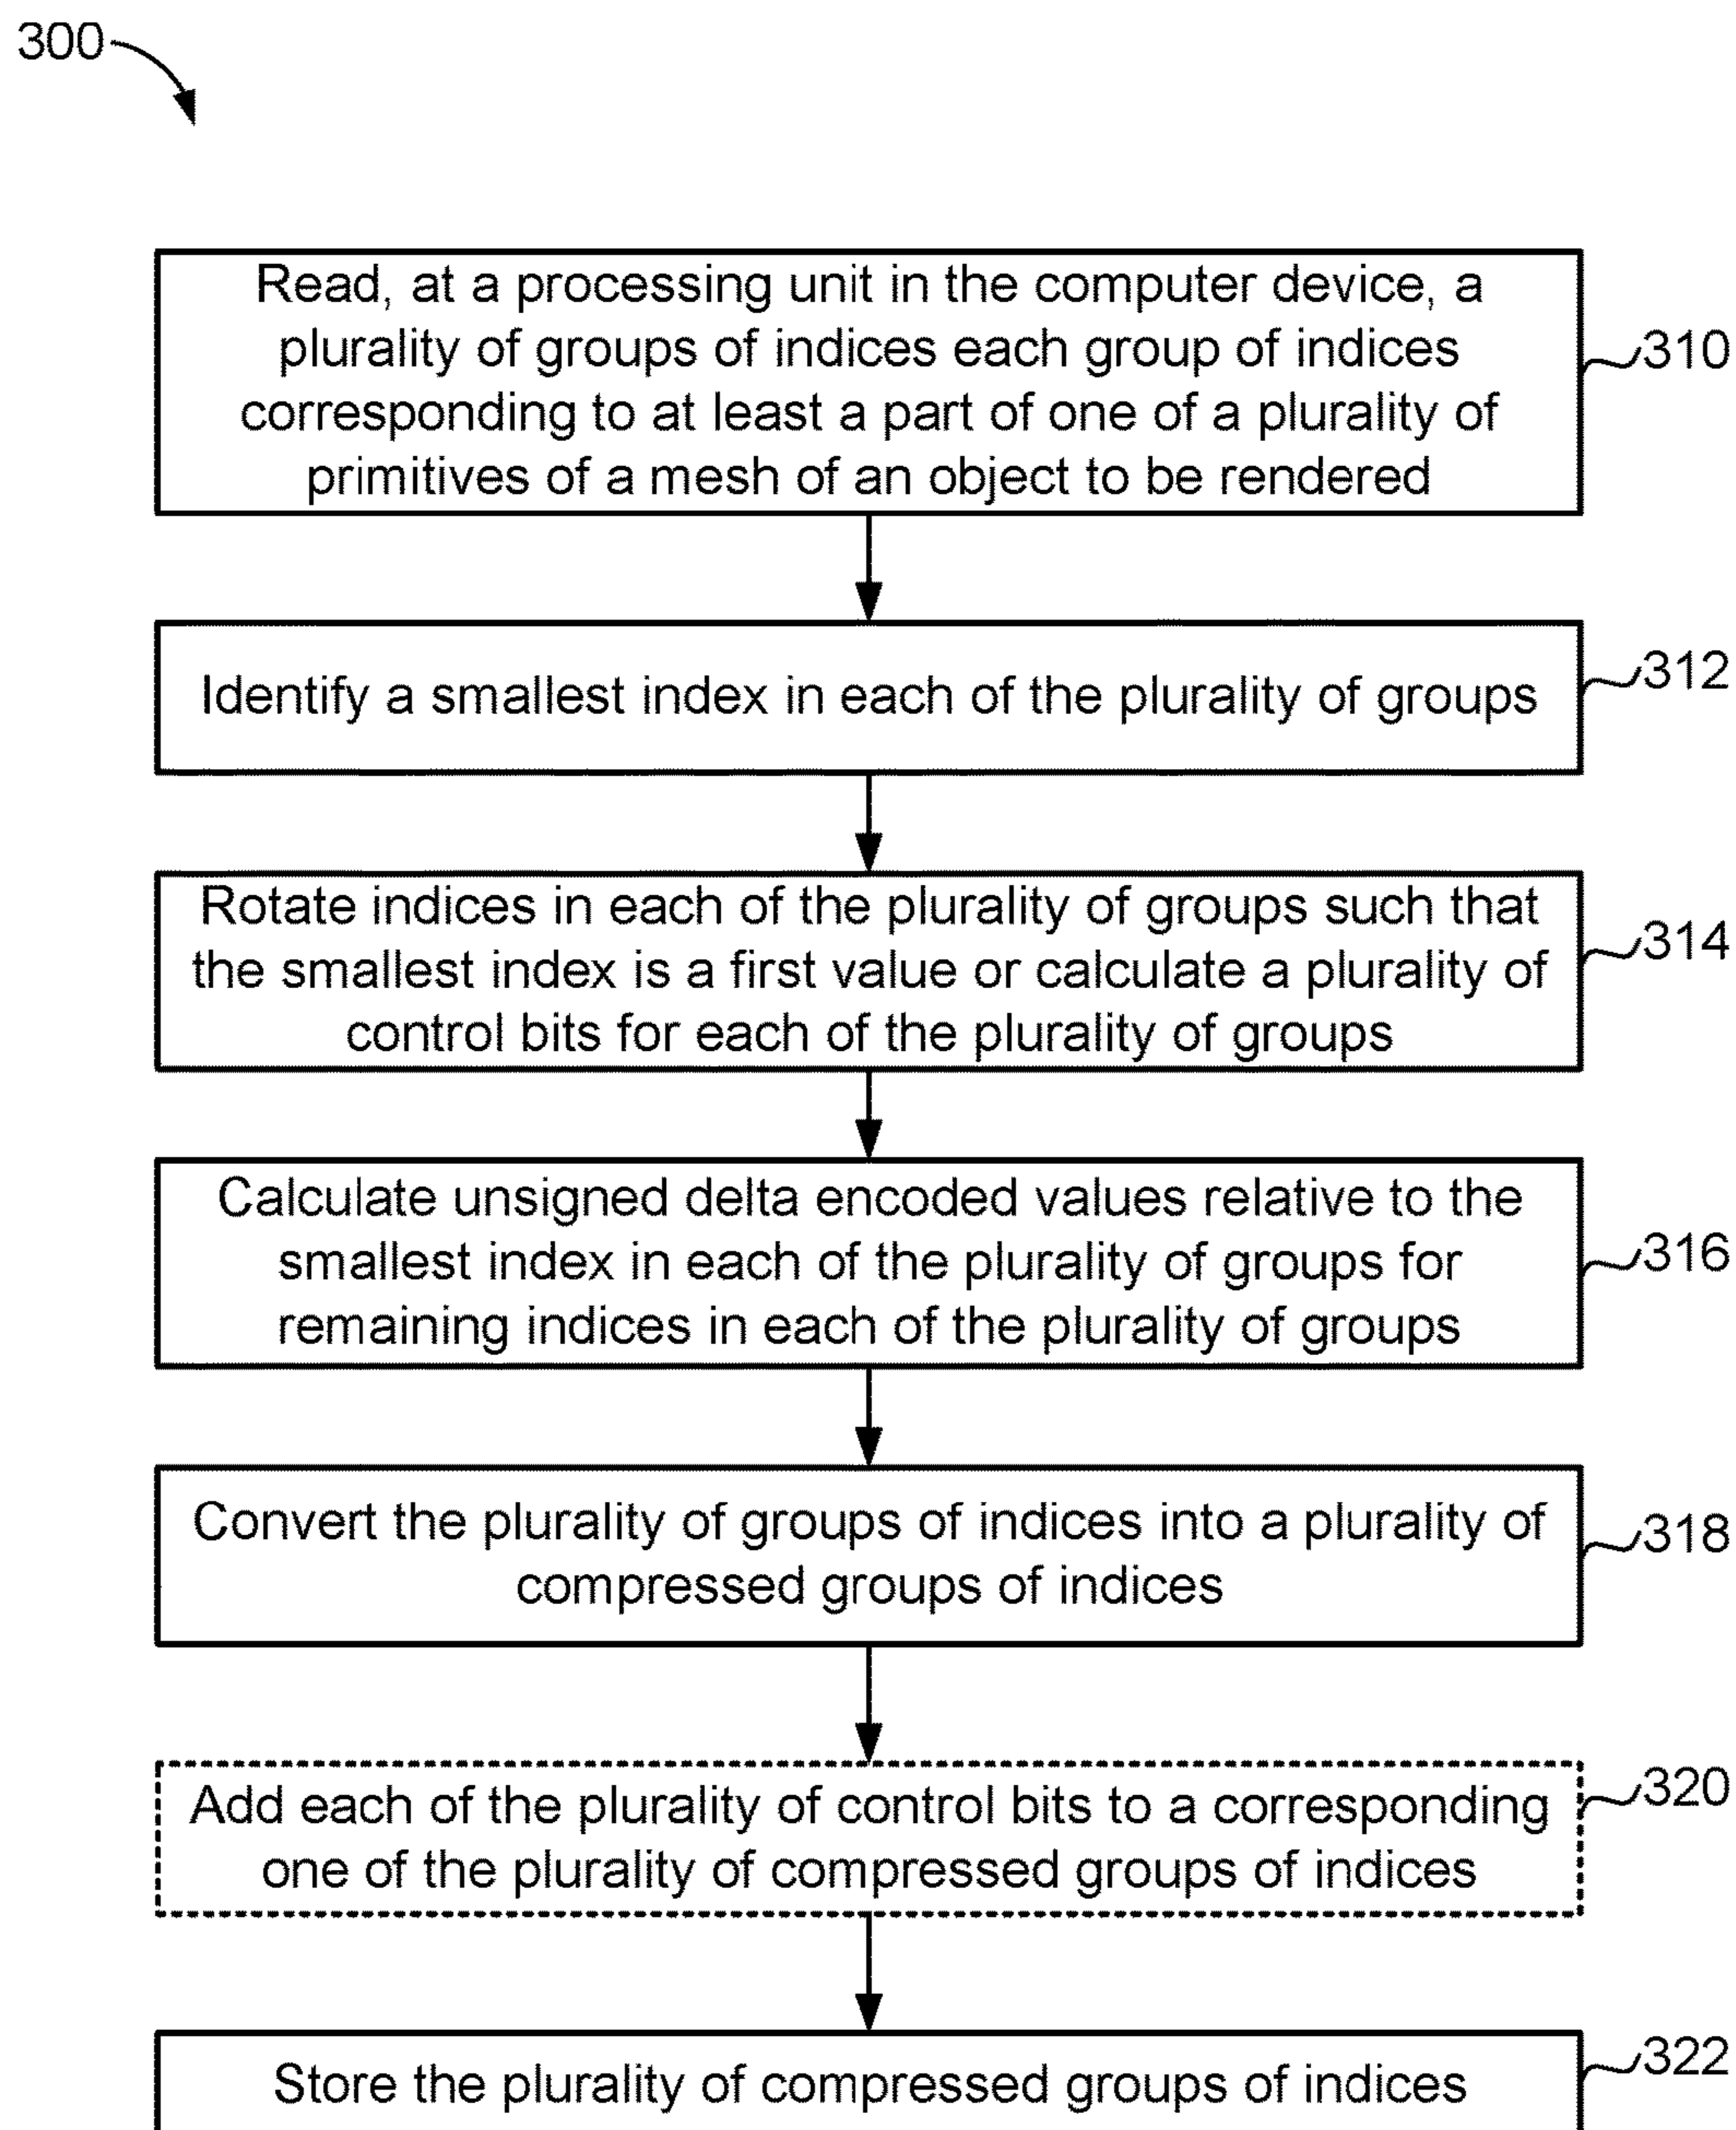 300
Read, at a processing unit in the computer device, a
plurality of groups of indices each group of indices
corresponding to at least a part of one of a plurality of
primitives of a mesh of an object to be rendered
310
Identify a smallest index in each of the plurality of groups
312
Rotate indices in each of the plurality of groups such that
the smallest index is a first value or calculate a plurality of
control bits for each of the plurality of groups
314
Calculate unsigned delta encoded values relative to the
smallest index in each of the plurality of groups for
remaining indices in each of the plurality of groups
316
Convert the plurality of groups of indices into a plurality of
compressed groups of indices
318
Add each of the plurality of control bits to a corresponding
one of the plurality of compressed groups of indices
320
Store the plurality of compressed groups of indices
322